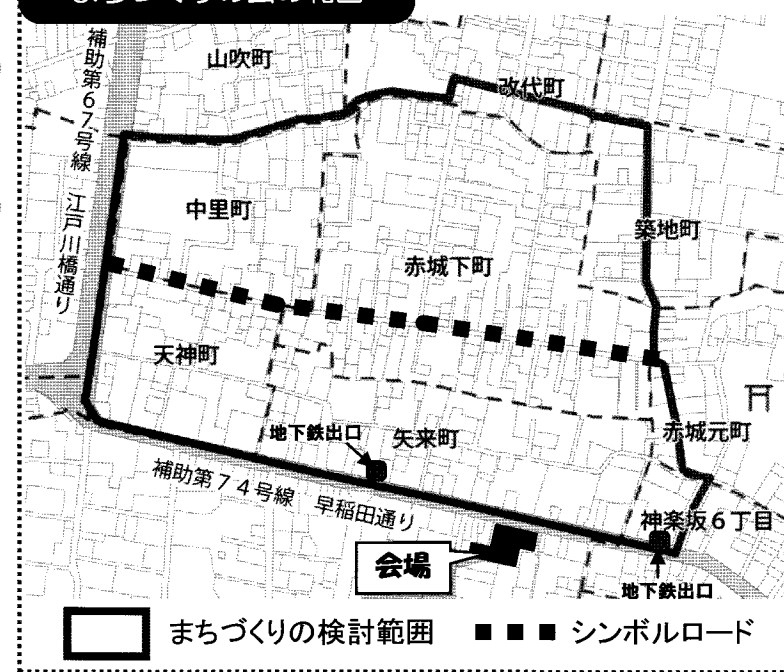 山吹町
改代町
補助第67号線 江戸川橋通り
中里町
築地町
赤城下町
天神町
地下鉄出口
矢来町
赤城元町
補助第74号線 早稲田通り
神楽坂6丁目
会場
地下鉄出口
まちづくりの検討範囲
シンボルロード